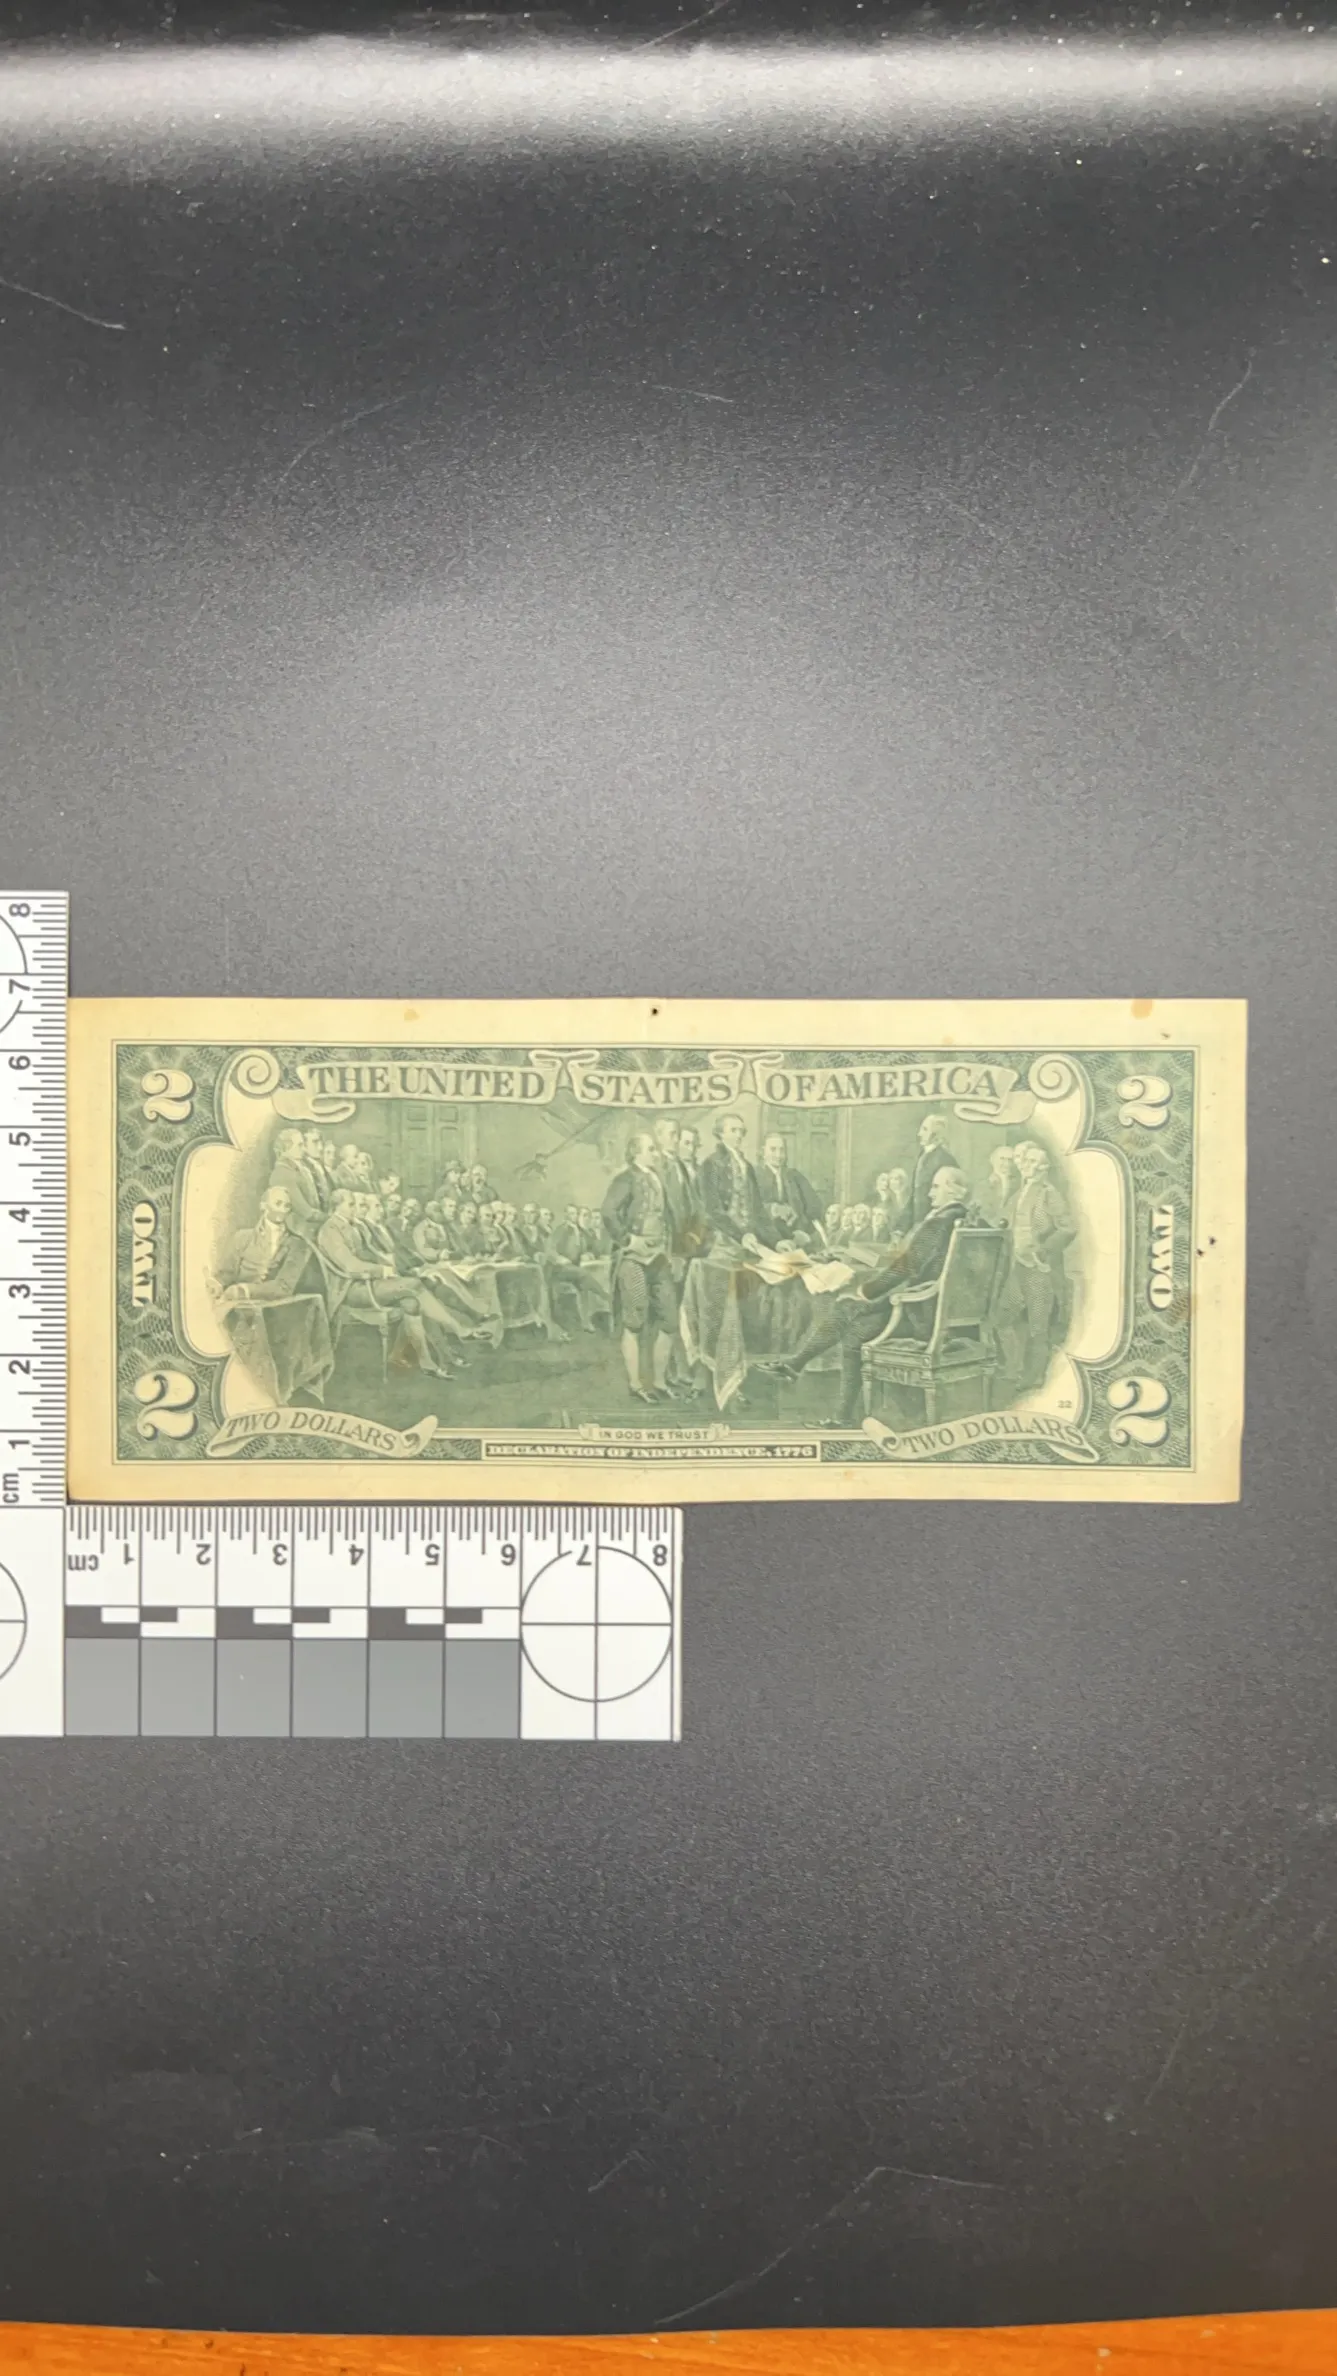 8
7
6
5
4
3
2
1
cm
2
THE UNITED STATES OF AMERICA
2
TWO
TWO
2
TWO DOLLARS
IN GOD WE TRUST
DECLARATION OF INDEPENDENCE, 1776
22
TWO DOLLARS
2
cm 1 2 3 4 5 6 7 8